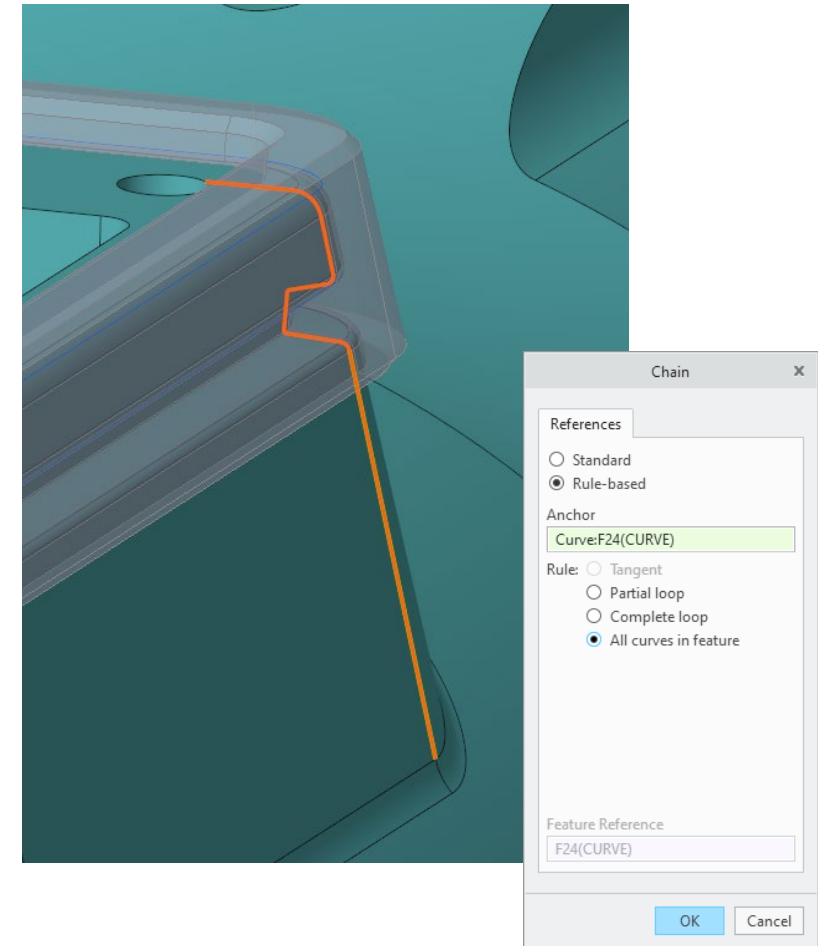 Chain x
References
Standard
Rule-based
Anchor
Curve:F24(CURVE)
Rule: Tangent
Partial loop
Complete loop
All curves in feature
Feature Reference
F24(CURVE)
OK Cancel